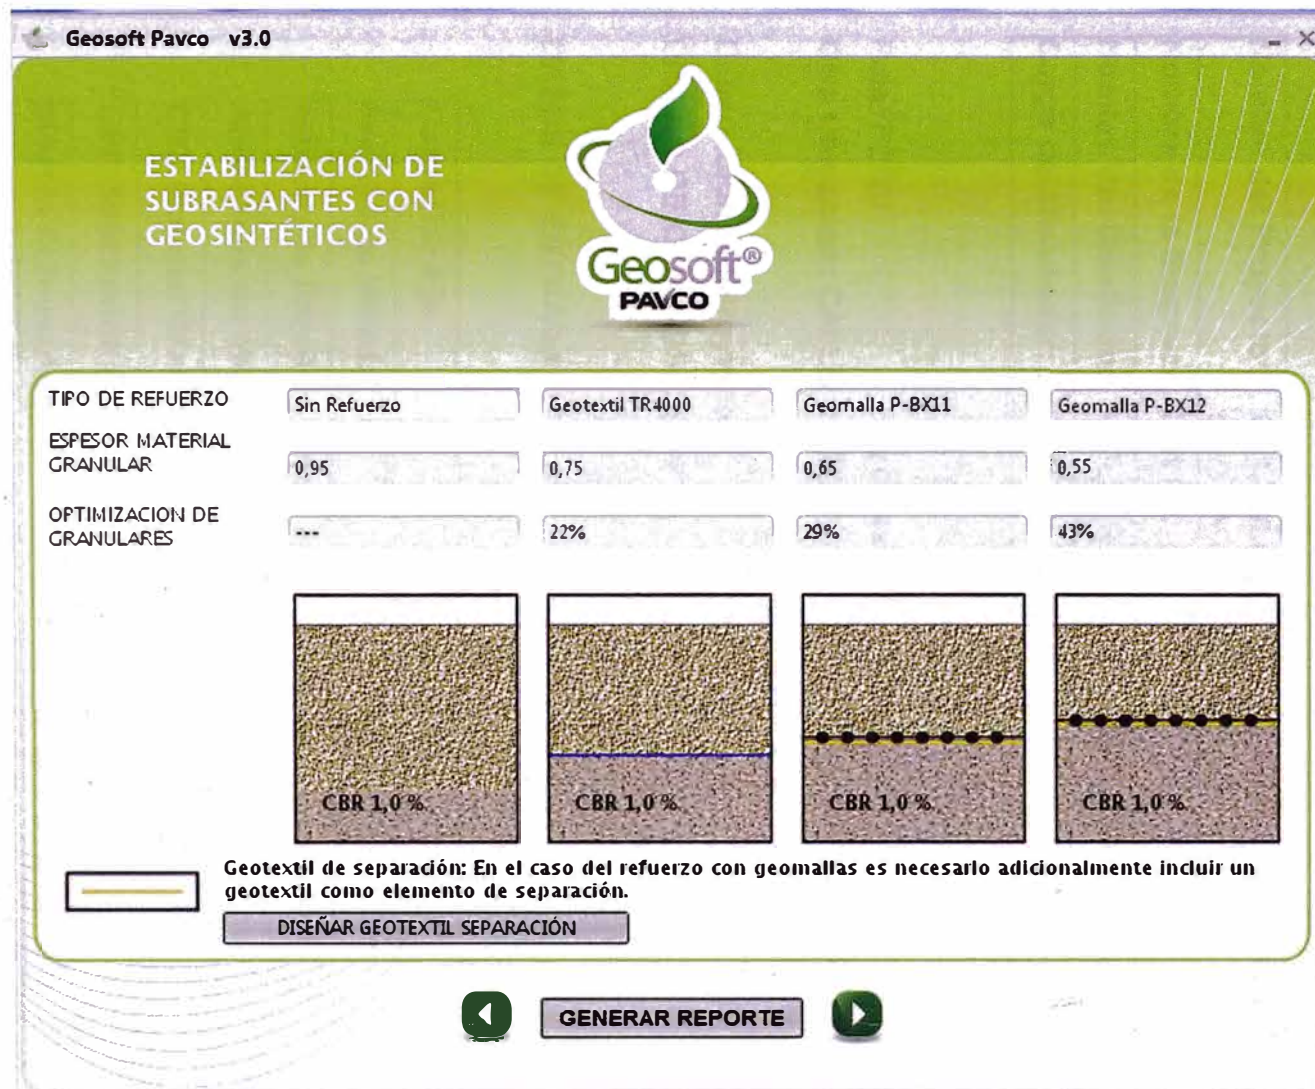 Geosoft Pavco v3.0
ESTABILIZACIÓN DE
SUBRASANTES CON
GEOSINTÉTICOS
Geosoft®
PAVCO
TIPO DE REFUERZO
Sin Refuerzo
Geotextil TR4000
Geomalla P-BX11
Geomalla P-BX12
ESPESOR MATERIAL
GRANULAR
0,95
0,75
0,65
0,55
OPTIMIZACION DE
GRANULARES
---
22%
29%
43%
CBR 1,0 %
CBR 1,0 %
CBR 1,0 %
CBR 1,0 %
Geotextil de separación: En el caso del refuerzo con geomallas es necesario adicionalmente incluir un
geotextil como elemento de separación.
DISEÑAR GEOTEXTIL SEPARACIÓN
GENERAR REPORTE